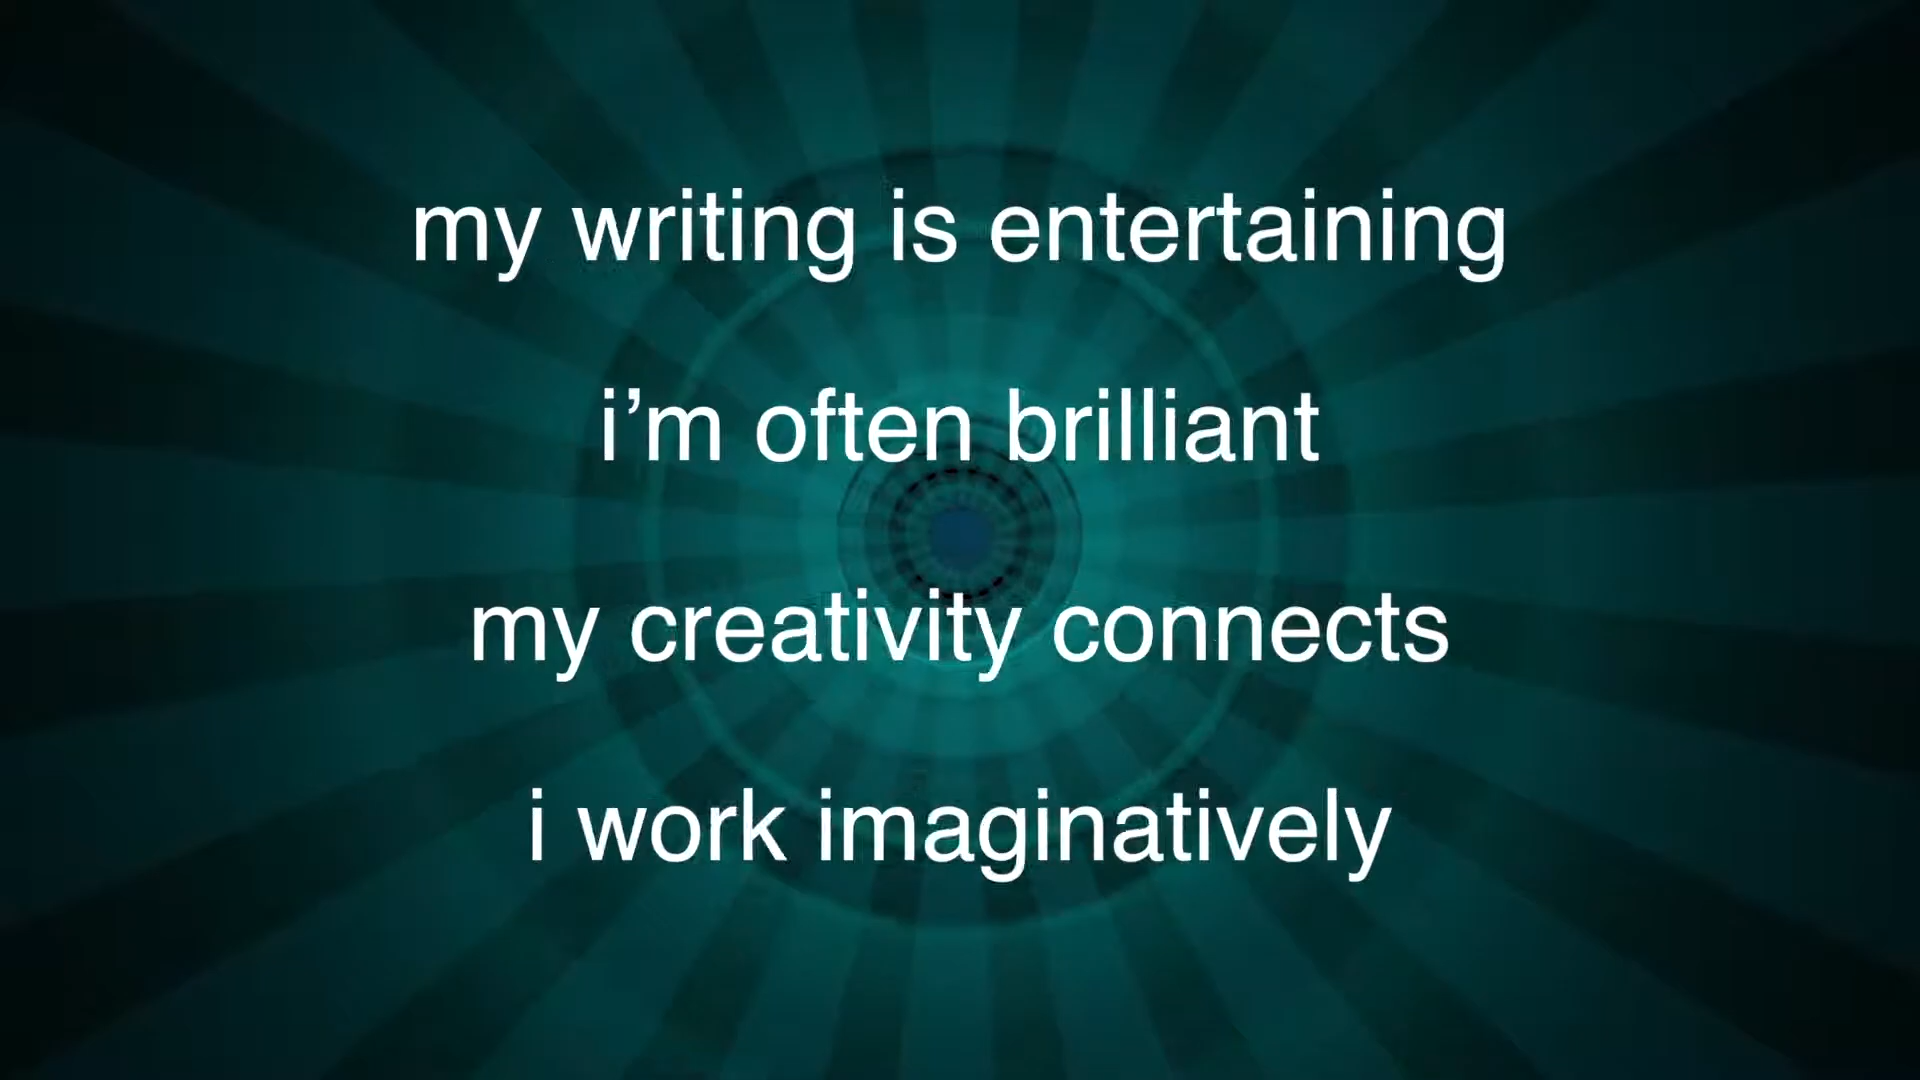 my writing is entertaining
i’m often brilliant
my creativity connects
i work imaginatively